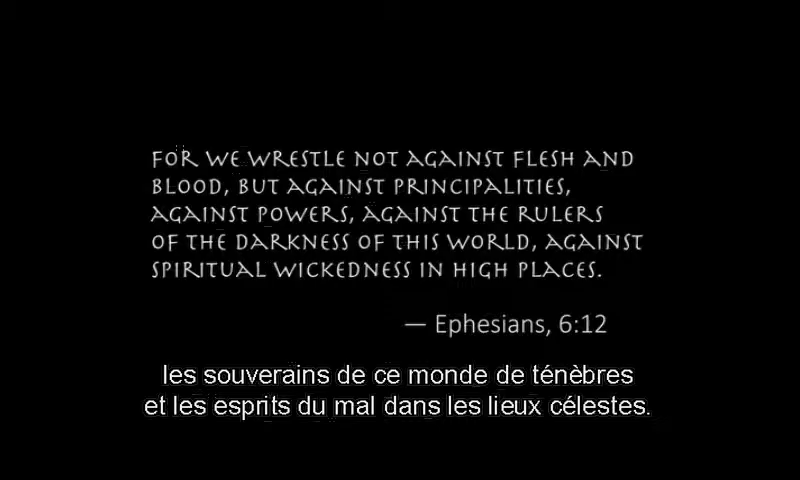 FOR WE WRESTLE NOT AGAINST FLESH AND
BLOOD, BUT AGAINST PRINCIPALITIES,
AGAINST POWERS, AGAINST THE RULERS
OF THE DARKNESS OF THIS WORLD, AGAINST
SPIRITUAL WICKEDNESS IN HIGH PLACES.
— Ephesians, 6:12
les souverains de ce monde de ténèbres
et les esprits du mal dans les lieux célestes.